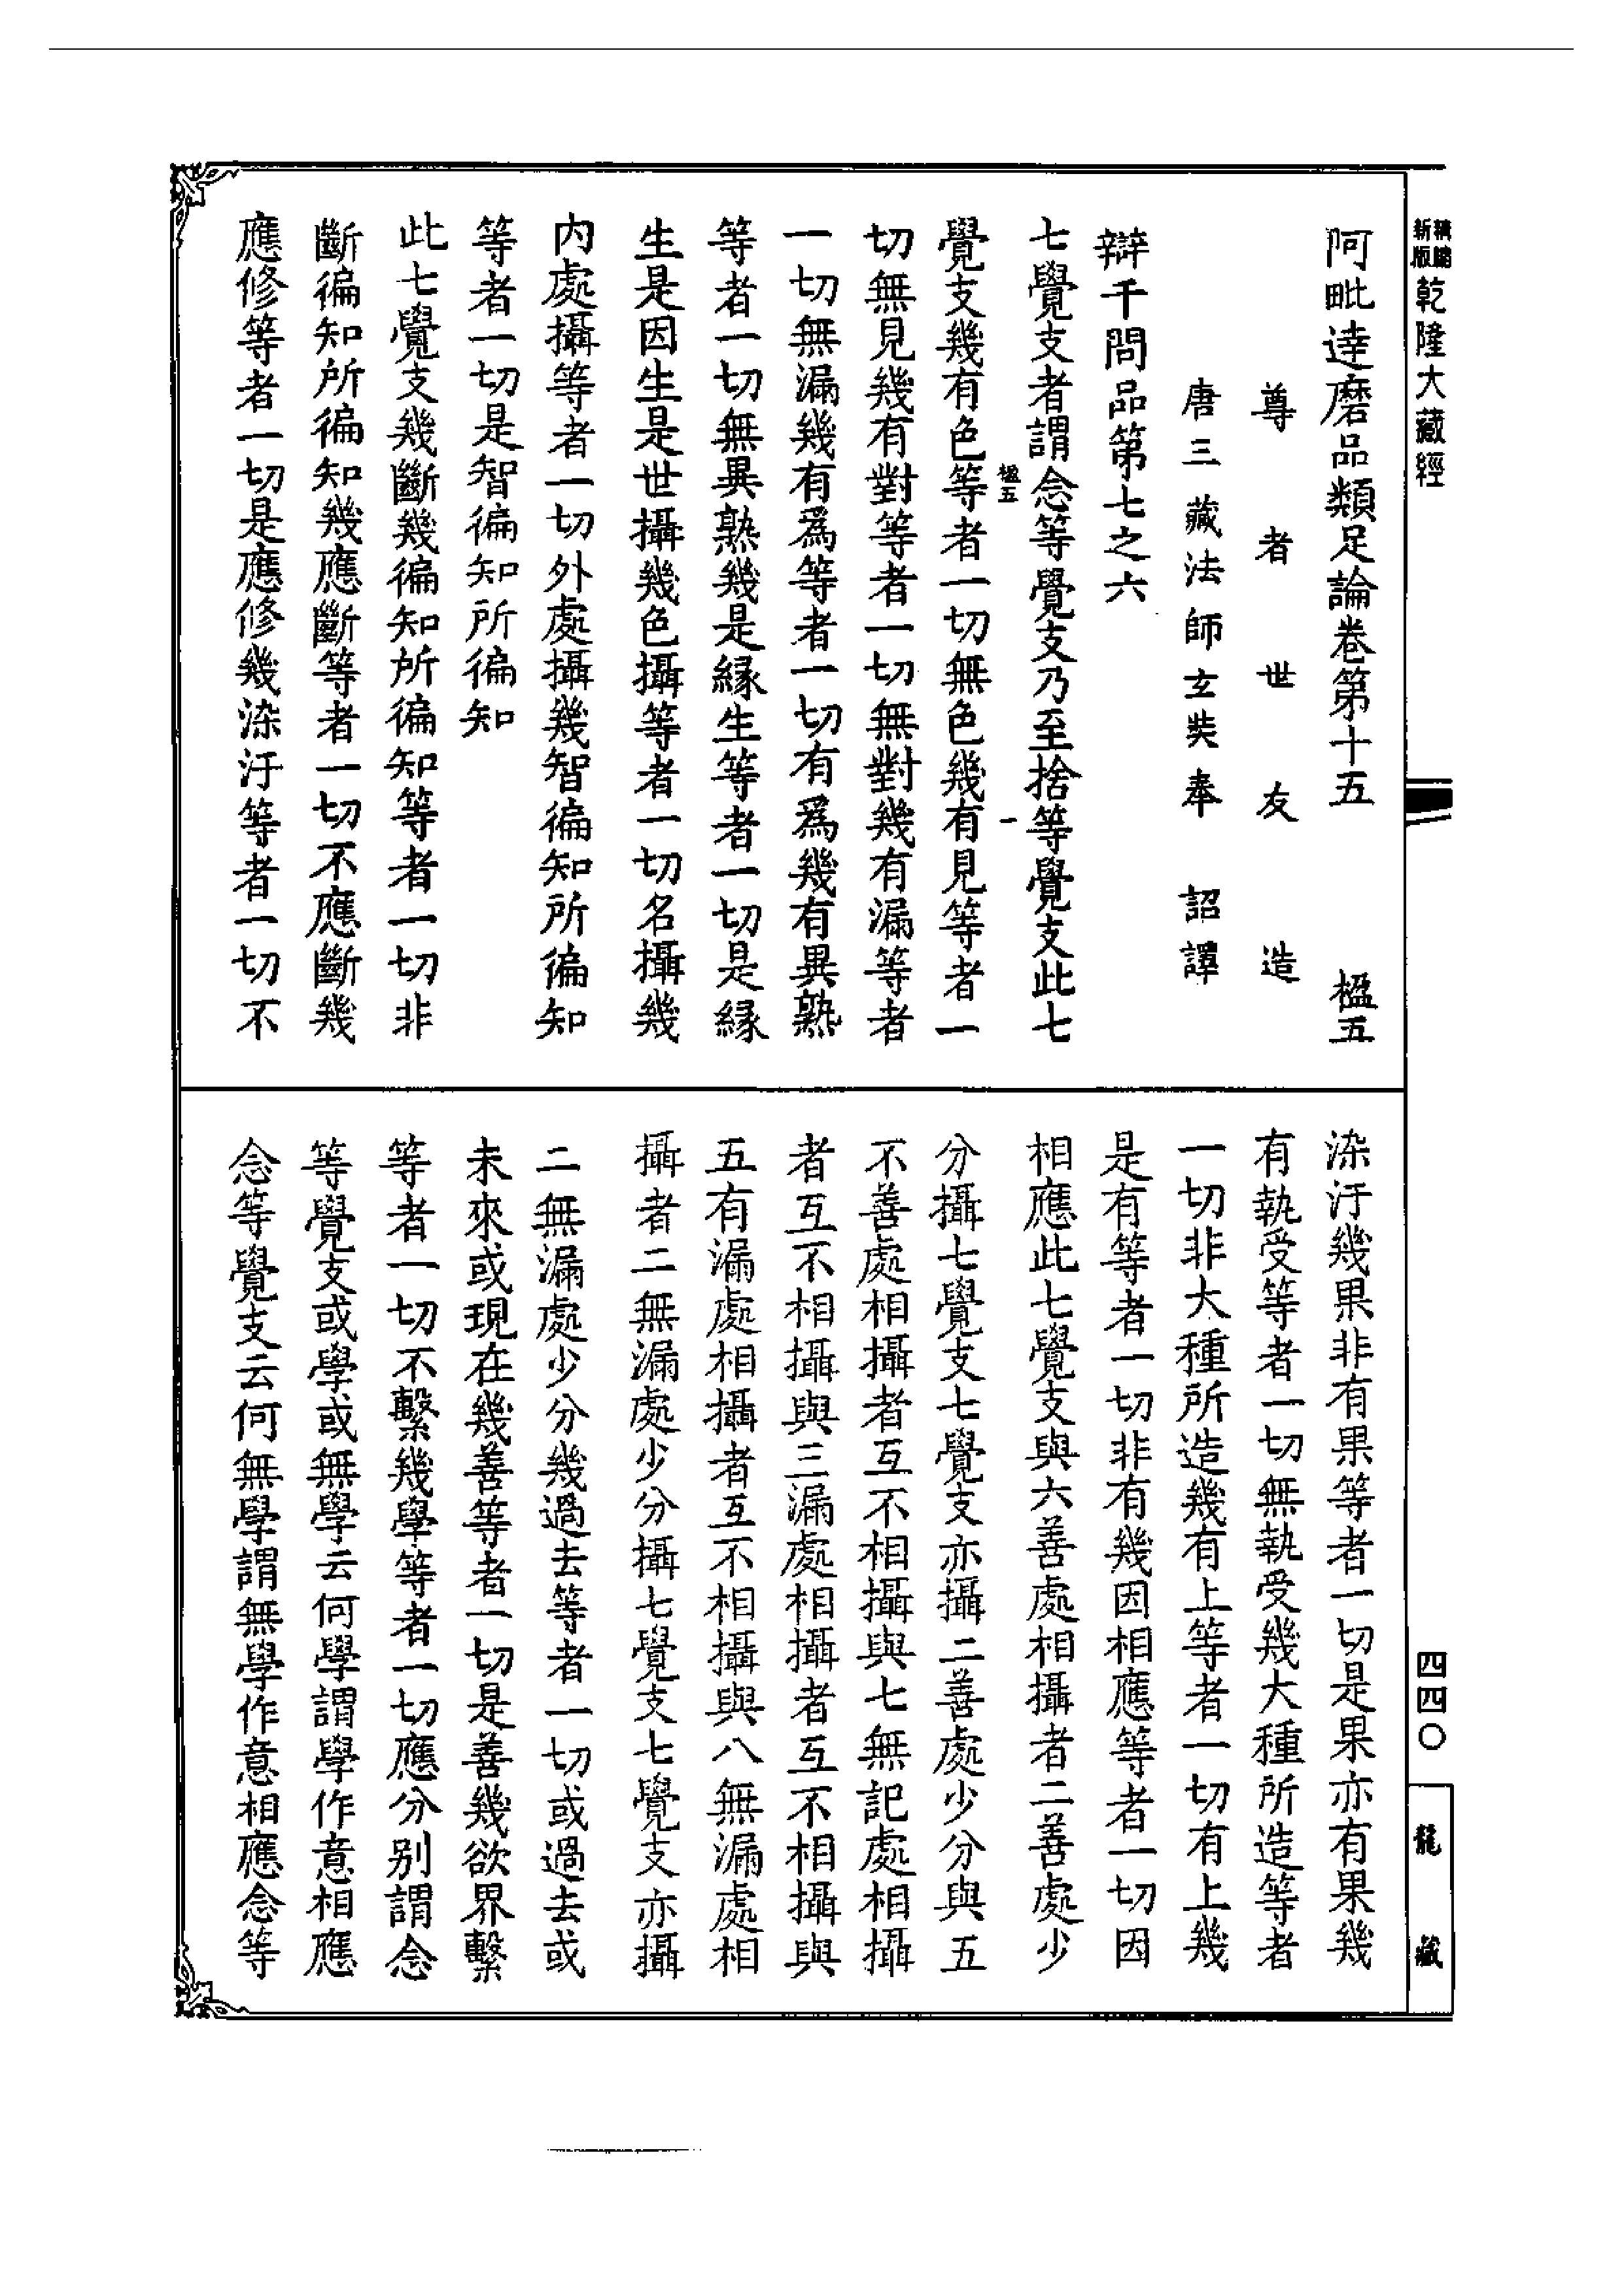 新版
精縮
乾隆大藏經
四四〇
龍藏
阿毗達磨品類足論卷第十五 楹五
尊者世友造
唐三藏法師玄奘奉 詔譯
辯千問品第七之六
七覺支者謂念等覺支乃至捨等覺支此七
楹五 一
覺支幾有色等者一切無色幾有見等者一
切無見幾有對等者一切無對幾有漏等者
一切無漏幾有爲等者一切有爲幾有異熟
等者一切無異熟幾是緣生等者一切是緣
生是因生是世攝幾色攝等者一切名攝幾
内處攝等者一切外處攝幾智徧知所徧知
等者一切是智徧知所徧知
此七覺支幾斷幾徧知所徧知等者一切非
斷徧知所徧知幾應斷等者一切不應斷幾
應修等者一切是應修幾染汙等者一切不
染汙幾果非有果等者一切是果亦有果幾
有執受等者一切無執受幾大種所造等者
一切非大種所造幾有上等者一切有上幾
是有等者一切非有幾因相應等者一切因
相應此七覺支與六善處相攝者二善處少
分攝七覺支七覺支亦攝二善處少分與五
不善處相攝者互不相攝與七無記處相攝
者互不相攝與三漏處相攝者互不相攝與
五有漏處相攝者互不相攝與八無漏處相
攝者二無漏處少分攝七覺支七覺支亦攝
二無漏處少分幾過去等者一切或過去或
未來或現在幾善等者一切是善幾欲界繫
等者一切不繫幾學等者一切應分别謂念
等覺支或學或無學云何學謂學作意相應
念等覺支云何無學謂無學作意相應念等